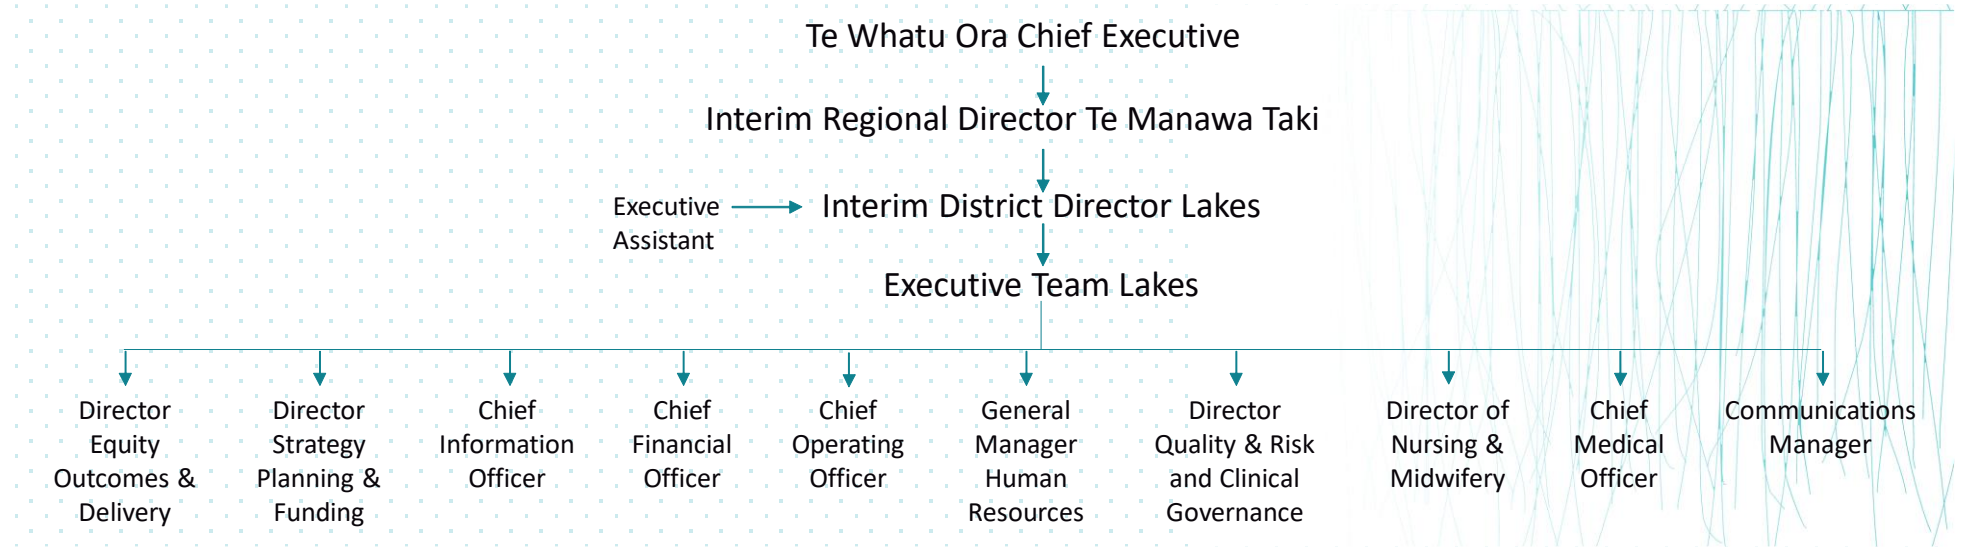 Te Whatu Ora Chief Executive
Interim Regional Director Te Manawa Taki
Executive
Assistant
Interim District Director Lakes
Executive Team Lakes
Director
Equity
Outcomes &
Delivery
Director
Strategy
Planning &
Funding
Chief
Information
Officer
Chief
Financial
Officer
Chief
Operating
Officer
General
Manager
Human
Resources
Director
Quality & Risk
and Clinical
Governance
Director of
Nursing &
Midwifery
Chief
Medical
Officer
Communications
Manager